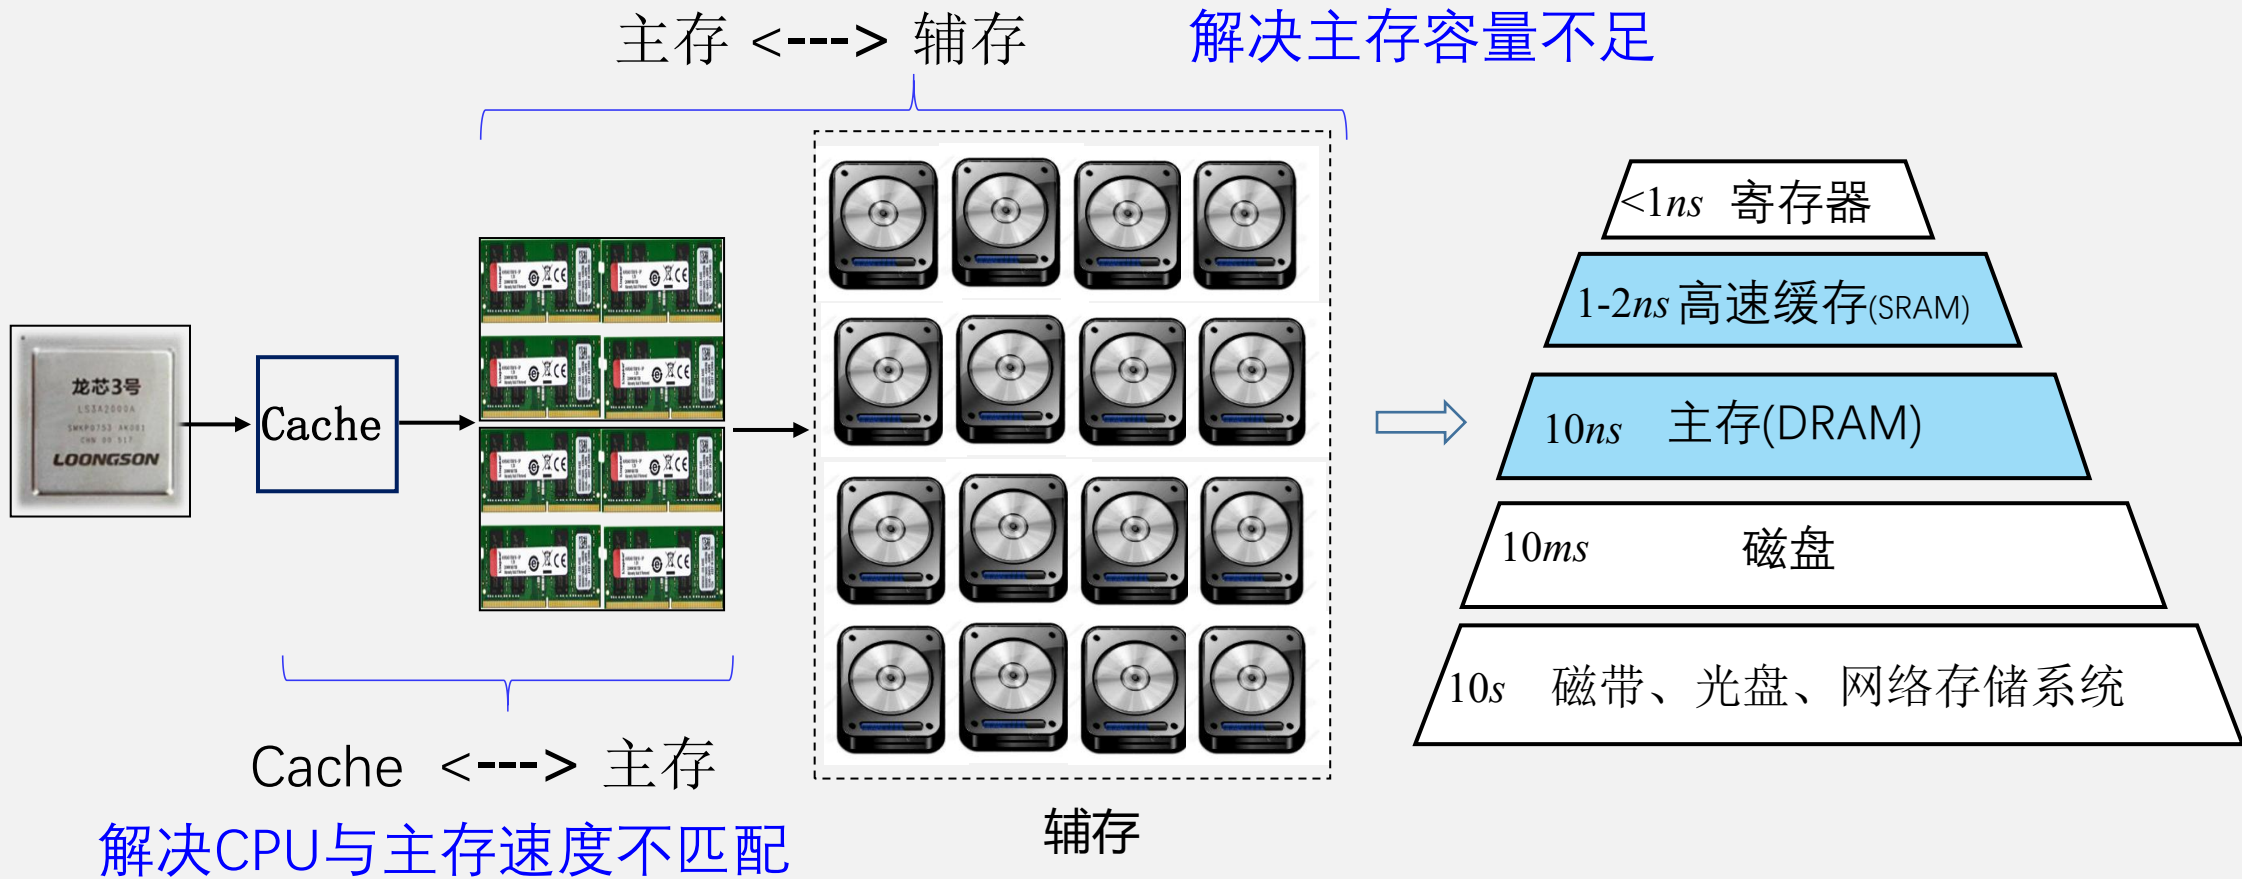 主存 <---> 辅存
解决主存容量不足
龙芯3号
LS3A2000A
LOONGSON
Cache
Cache <---> 主存
解决CPU与主存速度不匹配
辅存
<1ns 寄存器
1-2ns 高速缓存(SRAM)
10ns 主存(DRAM)
10ms 磁盘
10s 磁带、光盘、网络存储系统